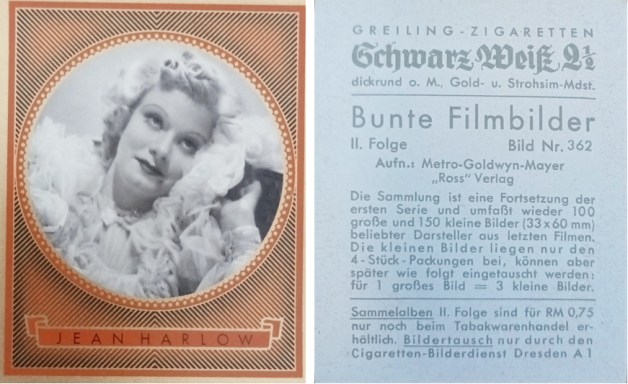 JEAN HARLOW
GREILING-ZIGARETTEN
Schwarz-Weiß 2½
dickrund o. M., Gold- u. Strohsim-Mdst.
Bunte Filmbilder
II. Folge Bild Nr. 362
Aufn.: Metro-Goldwyn-Mayer
„Ross" Verlag
Die Sammlung ist eine Fortsetzung der
ersten Serie und umfaßt wieder 100
große und 150 kleine Bilder (33 x 60 mm)
beliebter Darsteller aus letzten Filmen.
Die kleinen Bilder liegen nur den
4-Stück-Packungen bei, können aber
später wie folgt eingetauscht werden:
für 1 großes Bild = 3 kleine Bilder.
Sammelalben II. Folge sind für RM 0,75
nur noch beim Tabakwarenhandel er-
hältlich. Bildertausch nur durch den
Cigaretten-Bilderdienst Dresden A 1